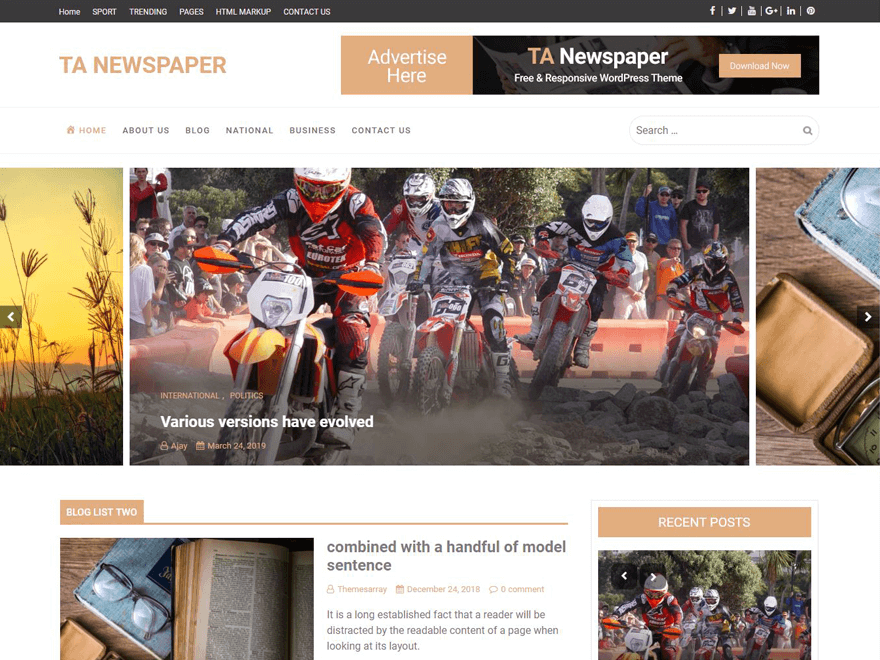 Home SPORT TRENDING PAGES HTML MARKUP CONTACT US
TA NEWSPAPER
Advertise
Here
TA Newspaper
Free & Responsive WordPress Theme
Download Now
HOME ABOUT US BLOG NATIONAL BUSINESS CONTACT US
Search ...
INTERNATIONAL , POLITICS
Various versions have evolved
Ajay March 24, 2019
BLOG LIST TWO
combined with a handful of model
sentence
Themesarray December 24, 2018 0 comment
It is a long established fact that a reader will be
distracted by the readable content of a page when
looking at its layout.
RECENT POSTS